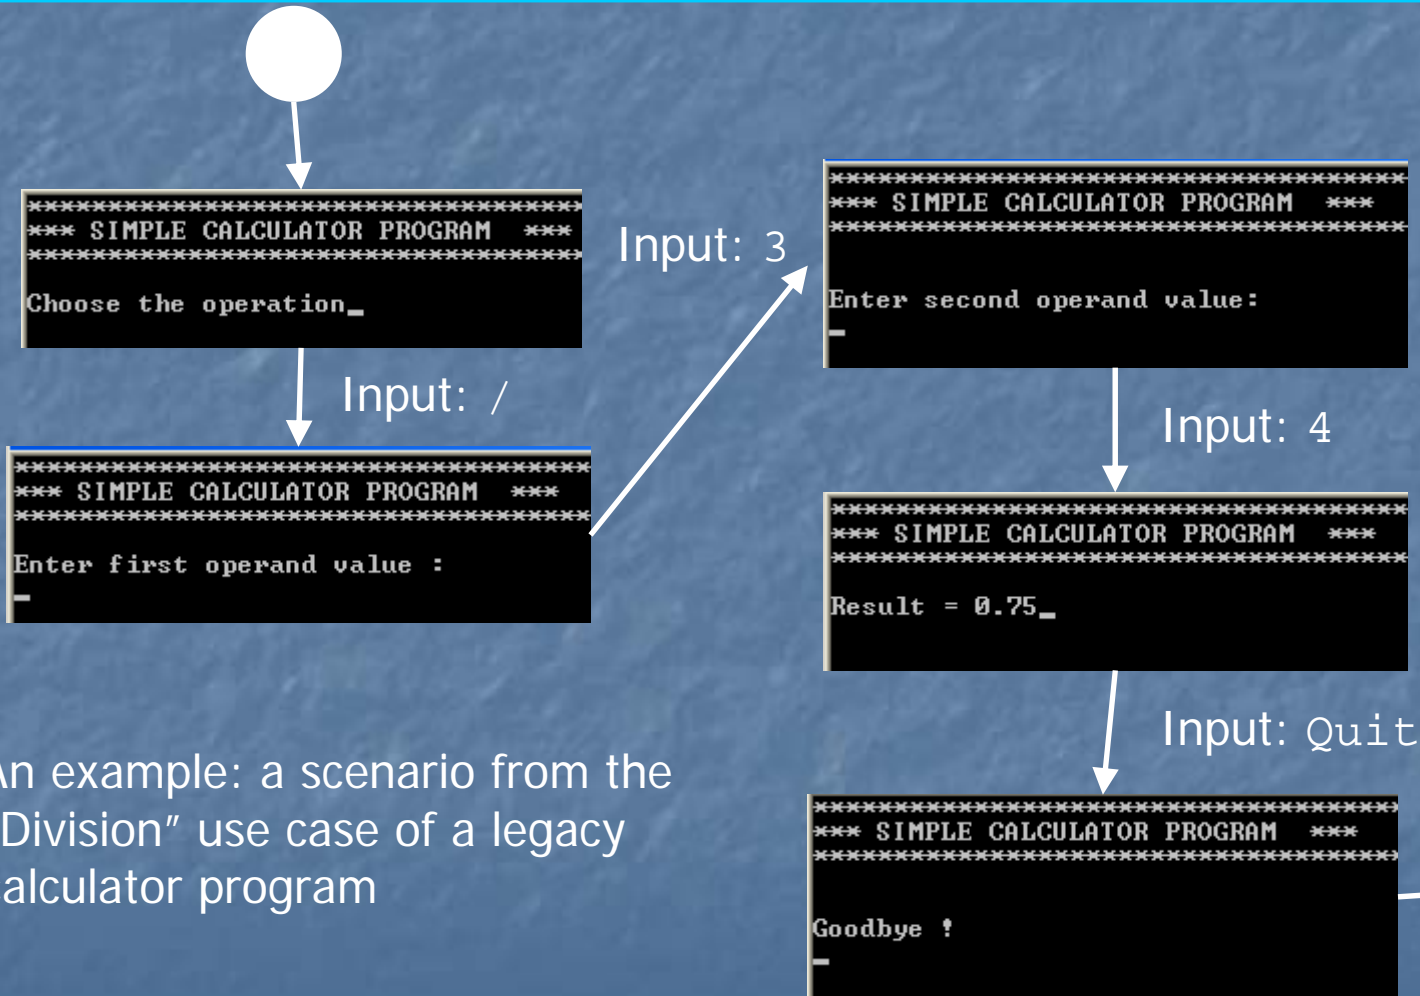 **********************************
*** SIMPLE CALCULATOR PROGRAM ***
**********************************
Choose the operation_
Input: /
**********************************
*** SIMPLE CALCULATOR PROGRAM ***
**********************************
Enter first operand value :
_
Input: 3
**********************************
*** SIMPLE CALCULATOR PROGRAM ***
**********************************
Enter second operand value:
_
Input: 4
**********************************
*** SIMPLE CALCULATOR PROGRAM ***
**********************************
Result = 0.75_
Input: Quit
**********************************
*** SIMPLE CALCULATOR PROGRAM ***
**********************************
Goodbye !
_
An example: a scenario from the
Division” use case of a legacy
alculator program